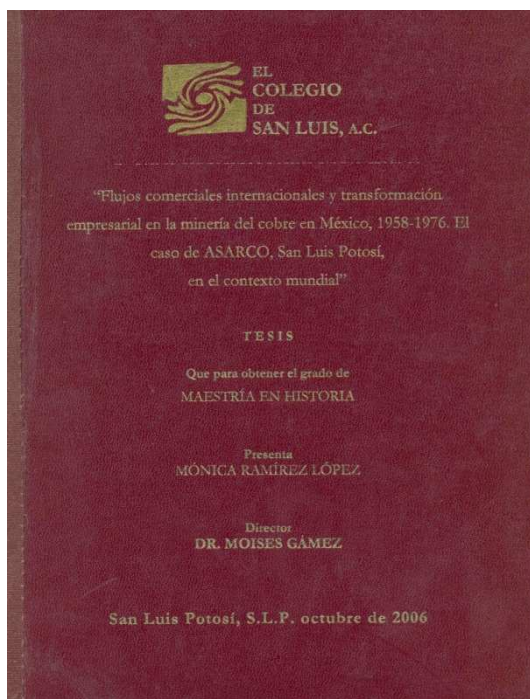 EL
COLEGIO
DE
SAN LUIS, A.C.
“Flujos comerciales internacionales y transformación
empresarial en la minería del cobre en México, 1958-1976. El
caso de ASARCO, San Luis Potosí,
en el contexto mundial”
TESIS
Que para obtener el grado de
MAESTRÍA EN HISTORIA
Presenta
MÓNICA RAMÍREZ LÓPEZ
Director
DR. MOISES GÁMEZ
San Luis Potosí, S.L.P. octubre de 2006